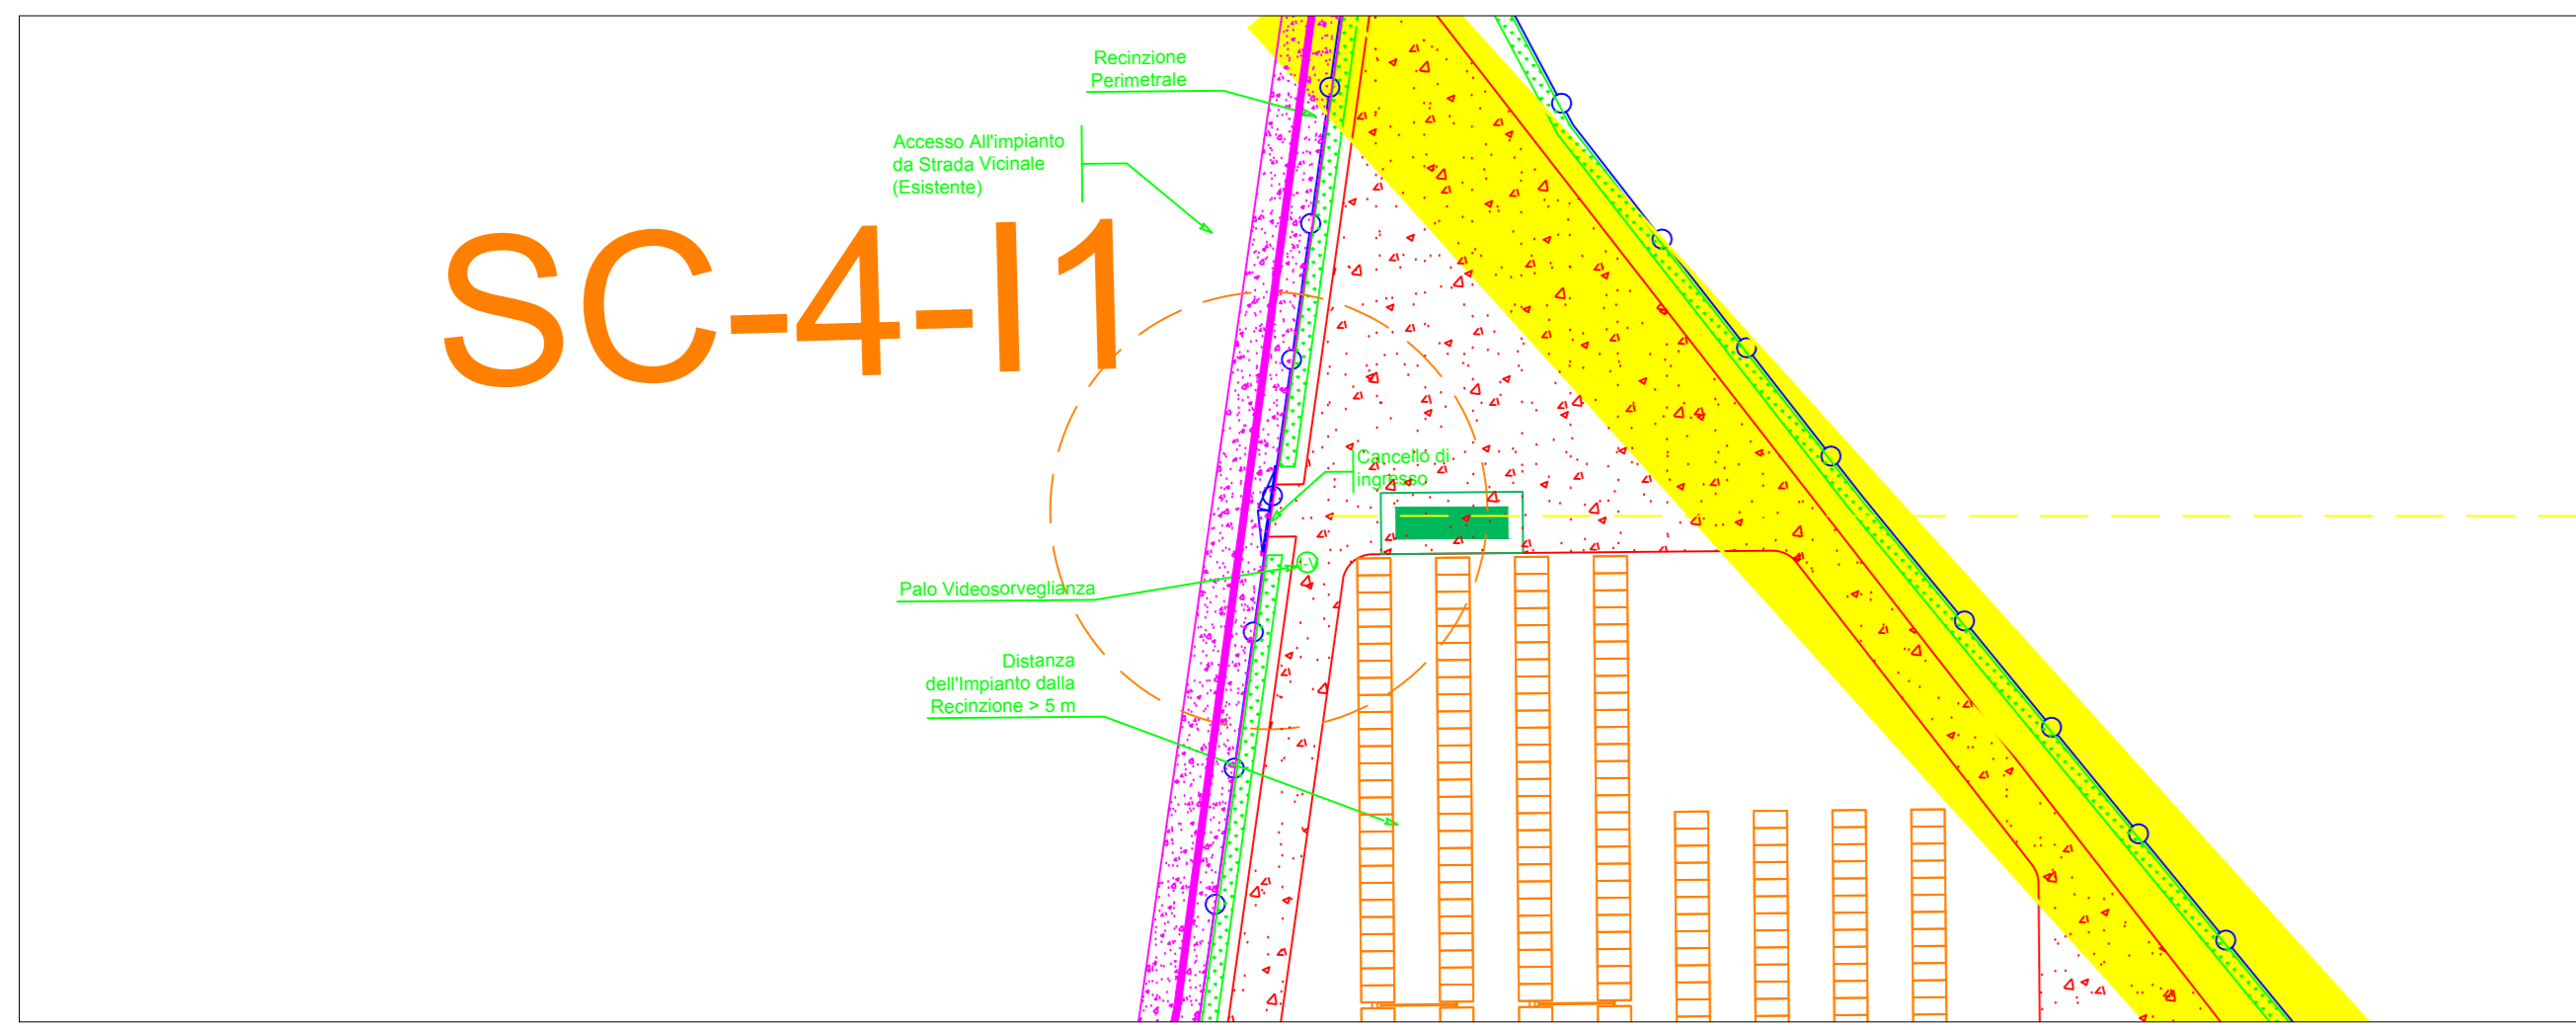 Recinzione
Perimetrale
Accesso All'impianto
da Strada Vicinale
(Esistente)
SC-4-I1
Cancello di
ingresso
Palo Videosorveglianza
Distanza
dell'Impianto dalla
Recinzione > 5 m